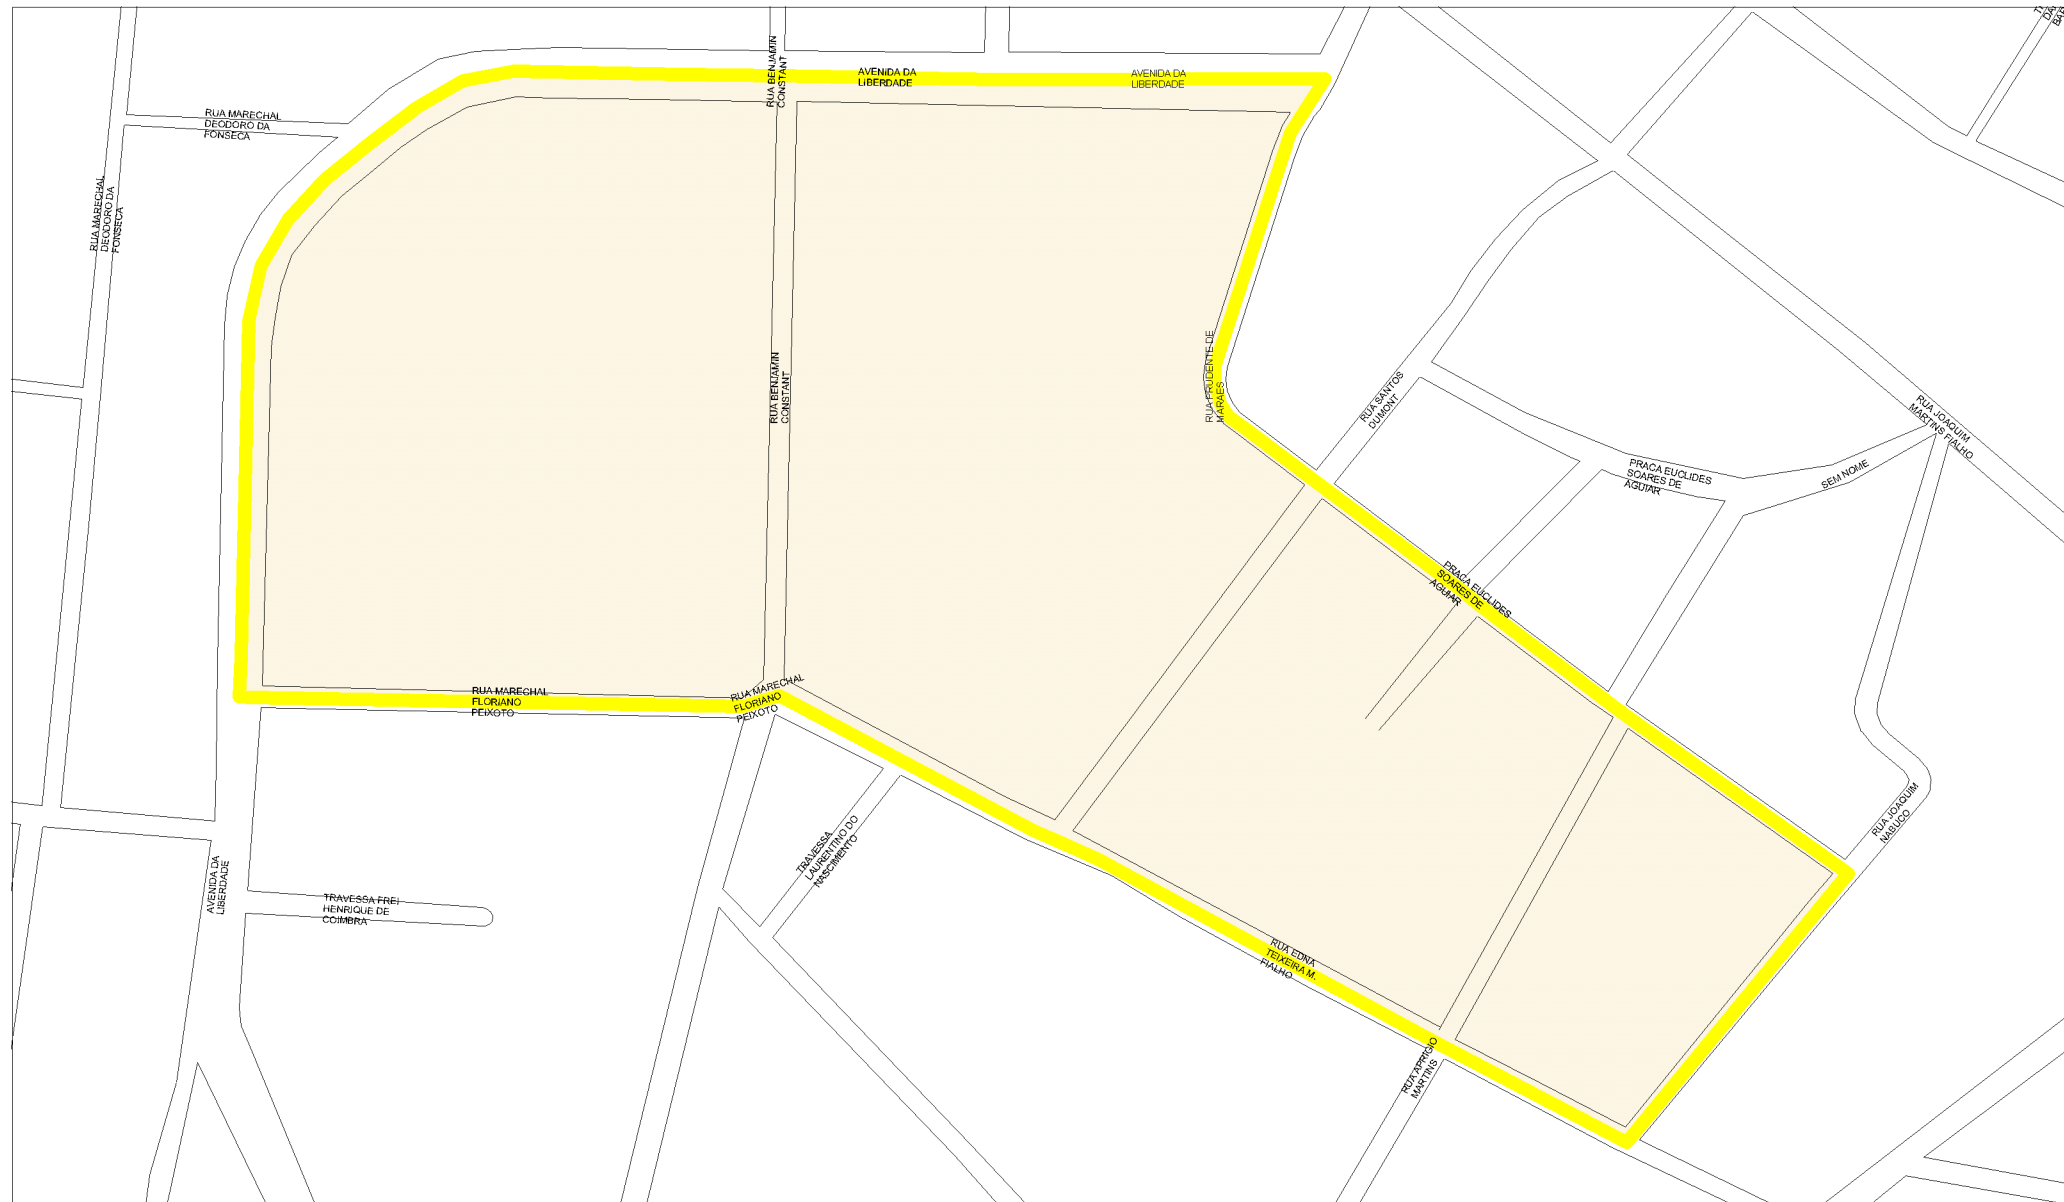 RUA BENJAMIN
CONSTANT
AVENIDA DA
LIBERDADE
AVENIDA DA
LIBERDADE
RUA MARECHAL
DEODORO DA
FONSECA
RUA MARECHAL
DEODORO DA
FONSECA
RUA BENJAMIN
CONSTANT
RUA PRUDENTE DE
MARAES
RUA SANTOS
DUMONT
RUA JOAQUIM
MARTINS FIALHO
PRACA EUCLIDES
SOARES DE
AGUIAR
SEM NOME
PRACA EUCLIDES
SOARES DE
AGUIAR
RUA MARECHAL
FLORIANO
PEIXOTO
RUA MARECHAL
FLORIANO
PEIXOTO
RUA JOAQUIM
NABUCO
TRAVESSA
LAURENTINO DO
NASCIMENTO
AVENIDA DA
LIBERDADE
TRAVESSA FREI
HENRIQUE DE
COIMBRA
RUA EDNA
TEIXEIRA M.
FIALHO
RUA APRIGIO
MARTINS